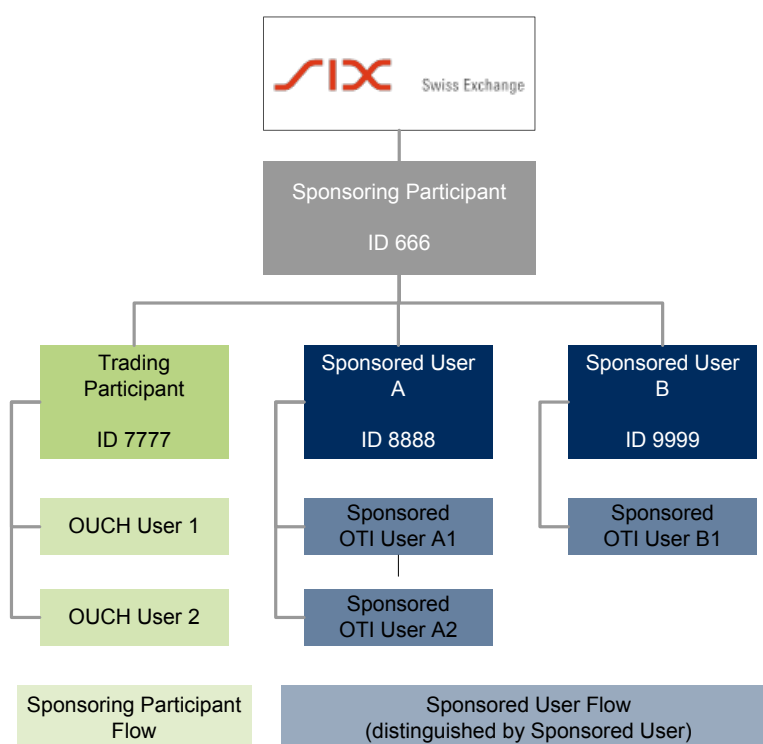 SIX
Swiss Exchange
Sponsoring Participant
ID 666
Trading
Participant
ID 7777
Sponsored User
A
ID 8888
Sponsored User
B
ID 9999
OUCH User 1
Sponsored
OTI User A1
Sponsored
OTI User B1
OUCH User 2
Sponsored
OTI User A2
Sponsoring Participant
Flow
Sponsored User Flow
(distinguished by Sponsored User)